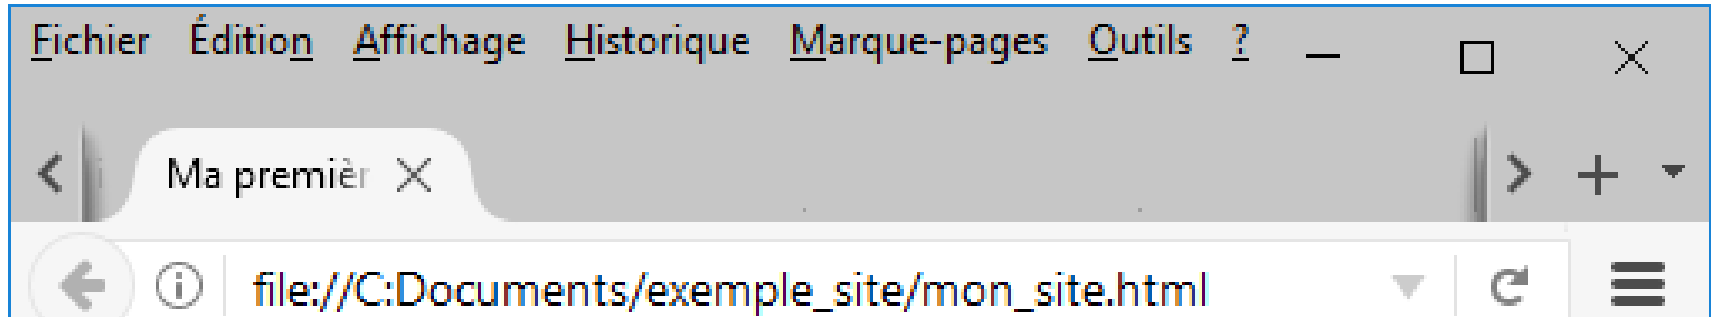 Fichier Édition Affichage Historique Marque-pages Outils ?
Ma premièr
file://C:Documents/exemple_site/mon_site.html